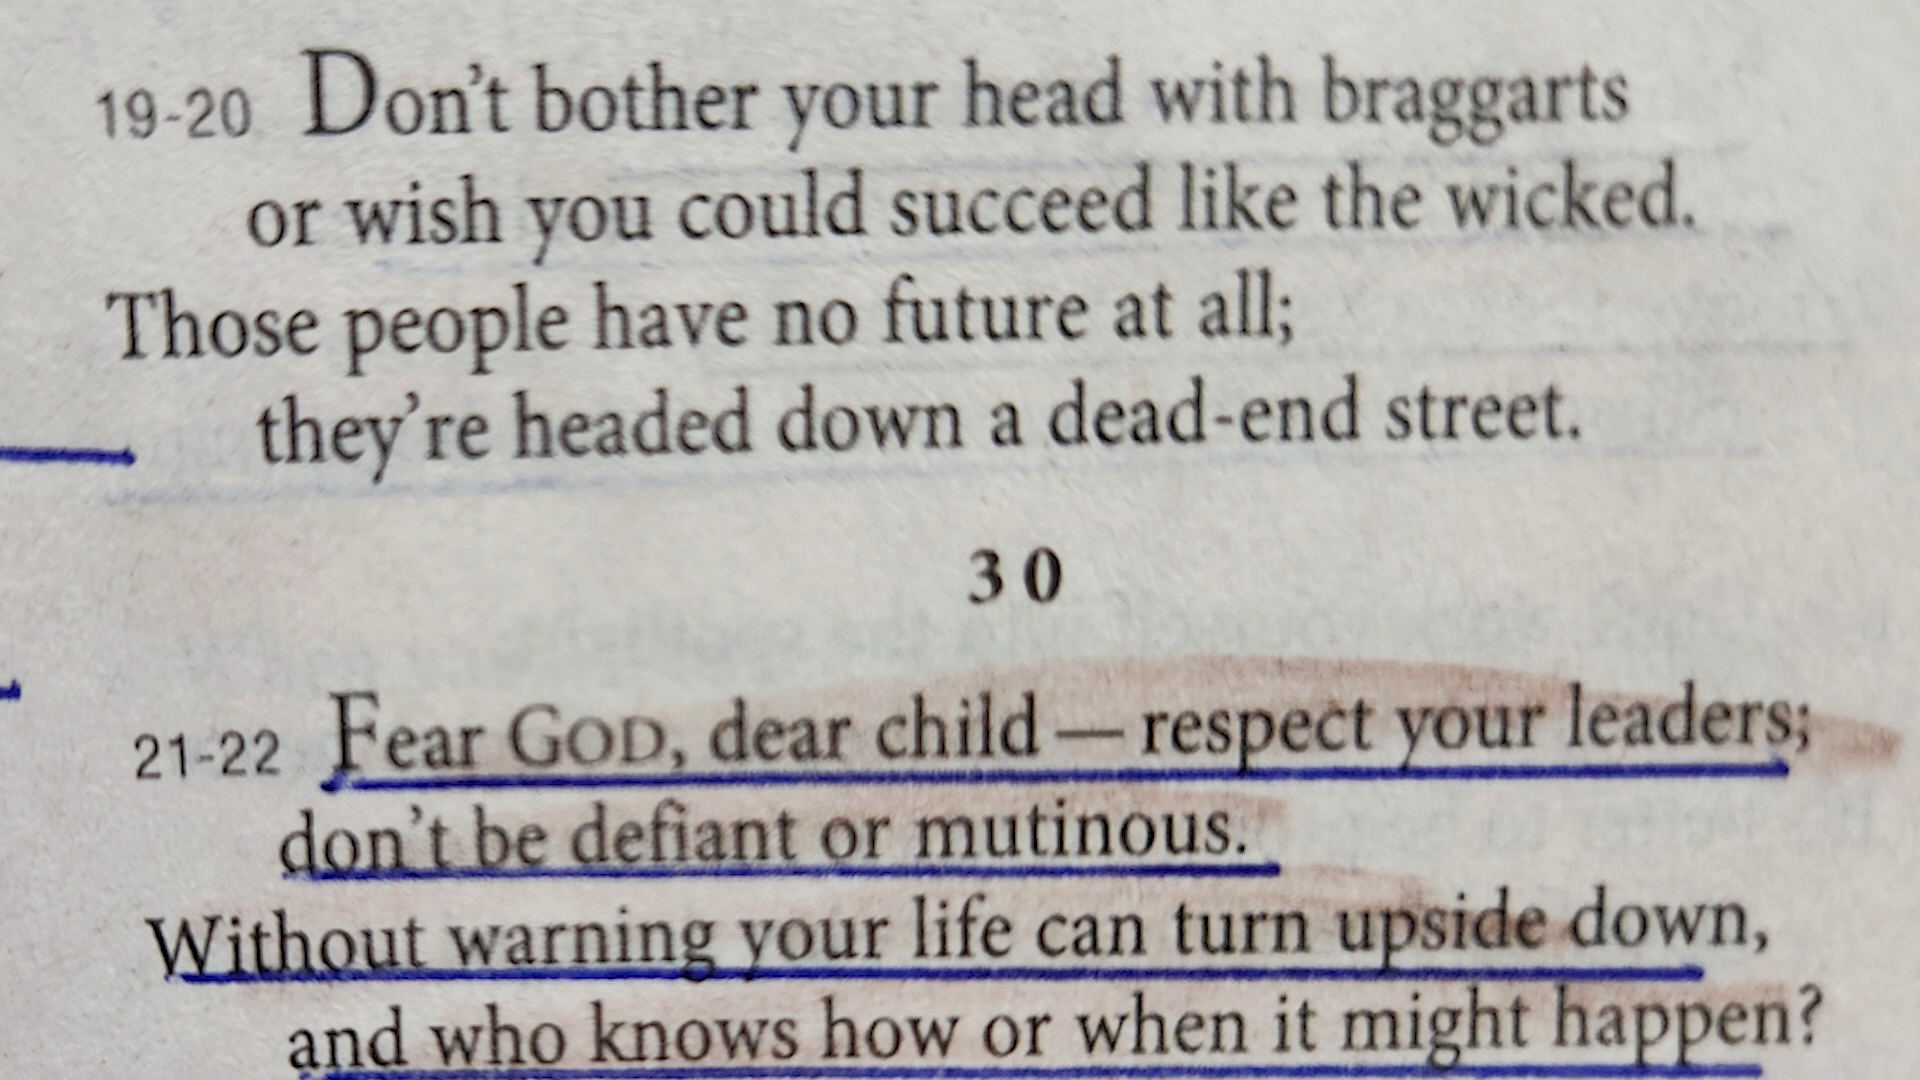 19-20 Don't bother your head with braggarts
or wish you could succeed like the wicked.
Those people have no future at all;
they're headed down a dead-end street.
30
21-22 Fear GOD, dear child — respect your leaders;
don't be defiant or mutinous.
Without warning your life can turn upside down,
and who knows how or when it might happen?